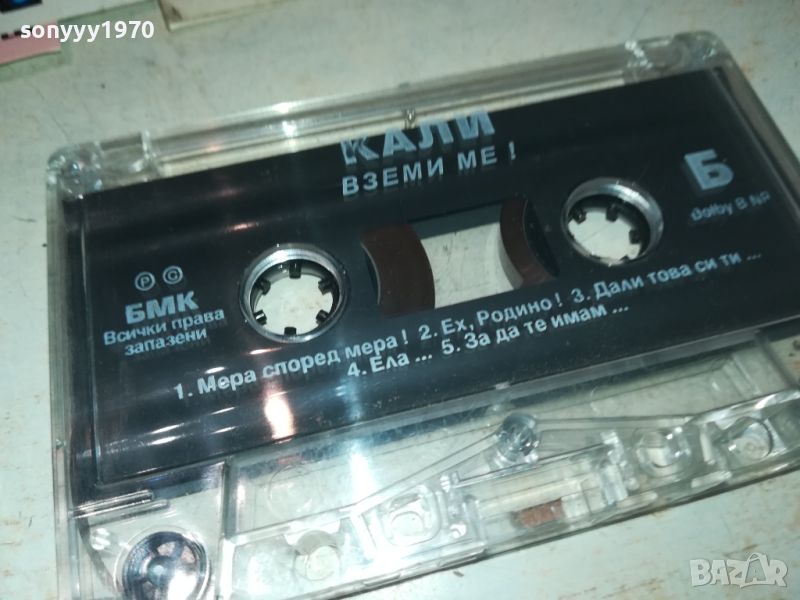 sonyyy1970
КАЛИ
ВЗЕМИ МЕ !
Б
Dolby B NR
Ⓟ Ⓒ
БМК
Всички права
запазени
1. Мера според мера ! 2. Ех, Родино ! 3. Дали това си ти ...
4. Ела ... 5. За да те имам ...
BAZAR